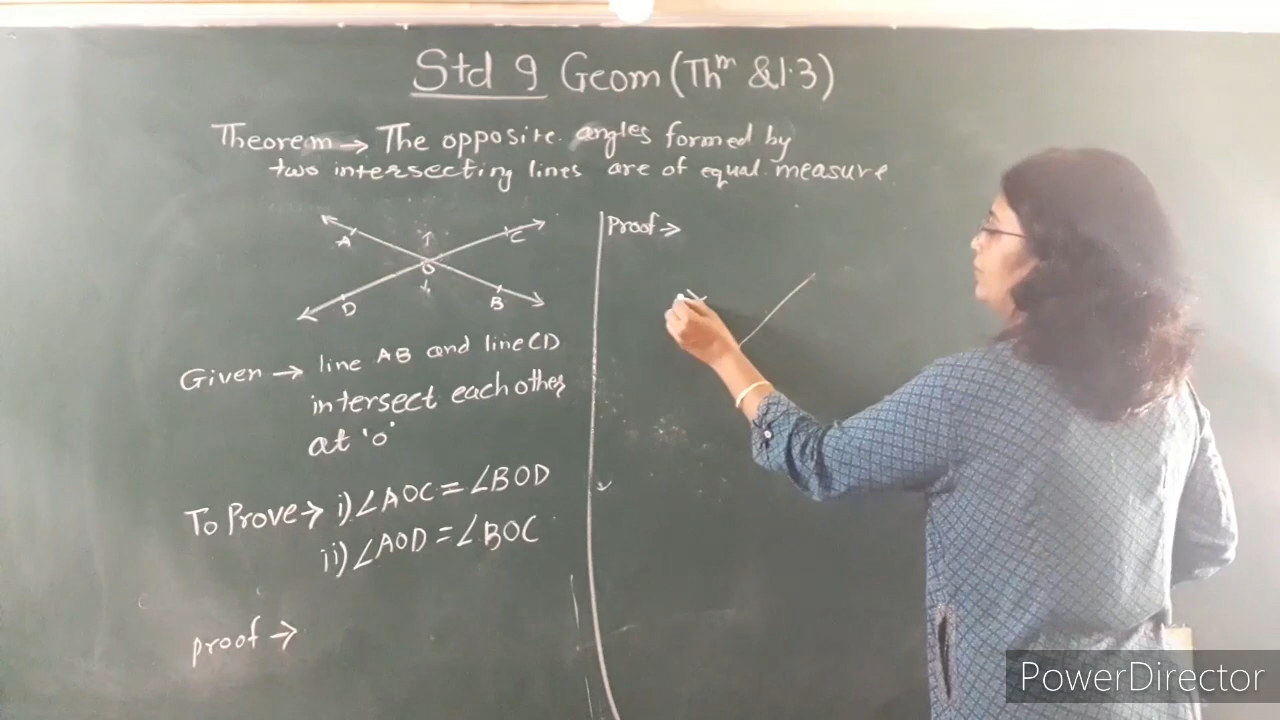 Std 9 Geom (Thm & 1.3)
Theorem → The opposite angles formed by
two intersecting lines are of equal measure
A
C
O
D
B
Given → line AB and line CD
intersect each other
at 'o'
To Prove → i) ∠AOC = ∠BOD
ii) ∠AOD = ∠BOC
proof →
Proof →
PowerDirector